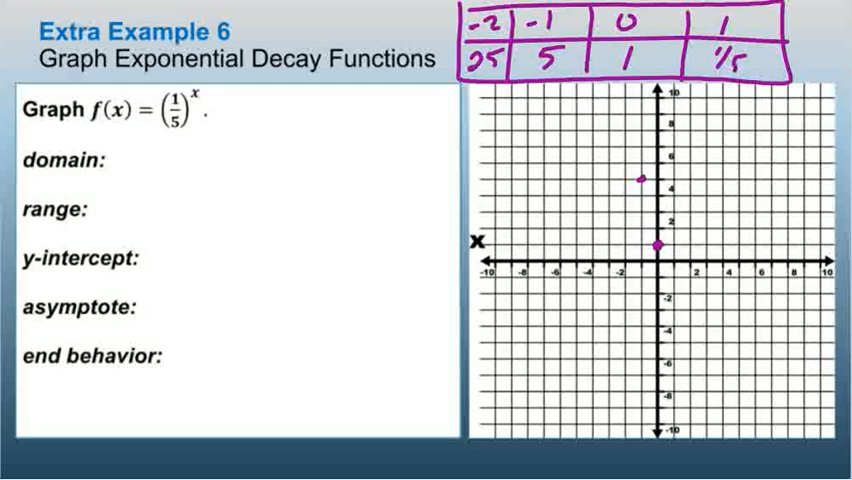 Extra Example 6
Graph Exponential Decay Functions
-2 -1 0 1
25 5 1 1/5
Graph f(x) = (1/5)^x.
domain:
range:
y-intercept:
asymptote:
end behavior:
10
8
6
4
2
X
-10 -8 -6 -4 -2 2 4 6 8 10
-2
-4
-6
-8
-10